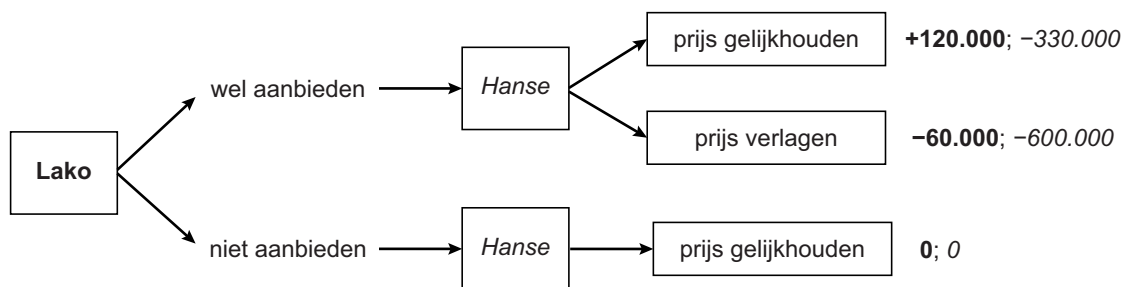 prijs gelijkhouden +120.000; −330.000
wel aanbieden Hanse
prijs verlagen −60.000; −600.000
Lako
niet aanbieden Hanse prijs gelijkhouden 0; 0